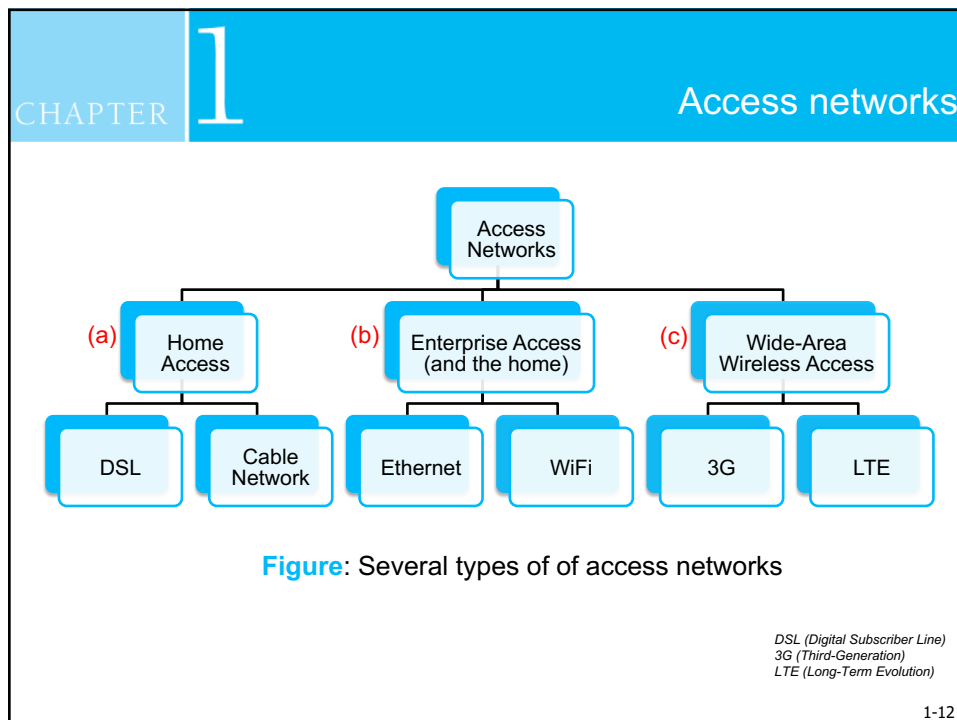 CHAPTER 1
Access networks
Access
Networks
(a)
Home
Access
(b)
Enterprise Access
(and the home)
(c)
Wide-Area
Wireless Access
DSL
Cable
Network
Ethernet
WiFi
3G
LTE
Figure: Several types of of access networks
DSL (Digital Subscriber Line)
3G (Third-Generation)
LTE (Long-Term Evolution)
1-12